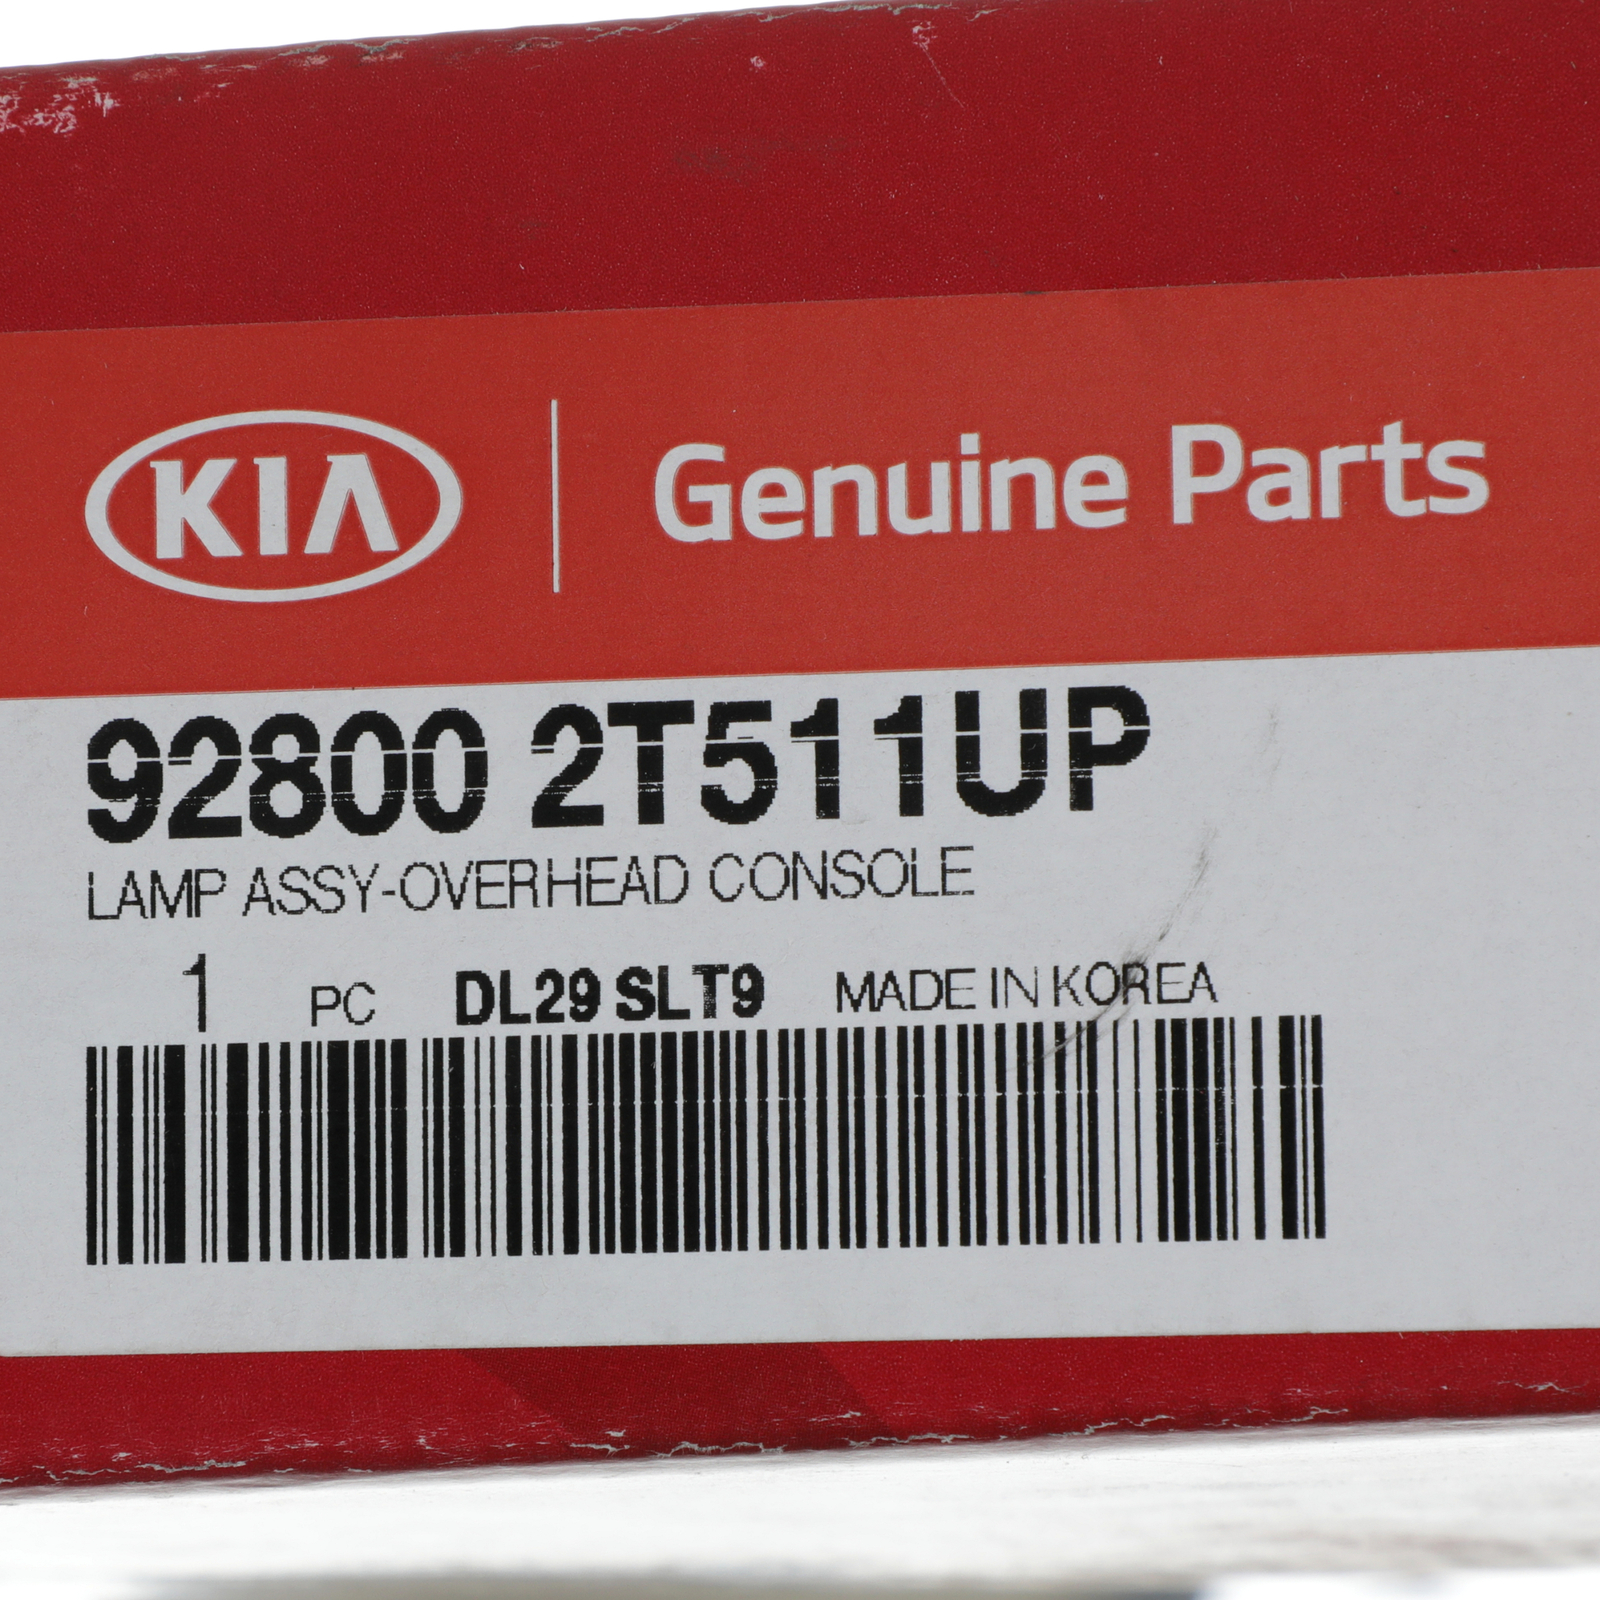 KIA Genuine Parts
92800 2T511UP
LAMP ASSY-OVERHEAD CONSOLE
1 PC DL29 SLT9 MADE IN KOREA